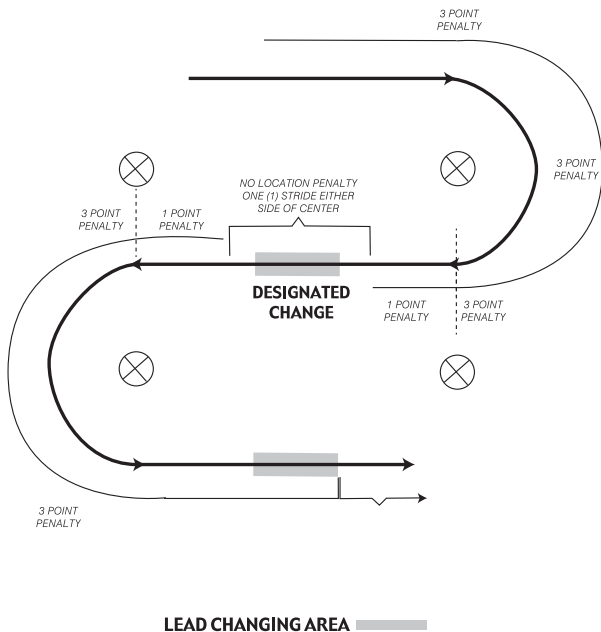 3 POINT
PENALTY
3 POINT
PENALTY
NO LOCATION PENALTY
ONE (1) STRIDE EITHER
SIDE OF CENTER
3 POINT
PENALTY
1 POINT
PENALTY
DESIGNATED
CHANGE
1 POINT
PENALTY
3 POINT
PENALTY
3 POINT
PENALTY
LEAD CHANGING AREA